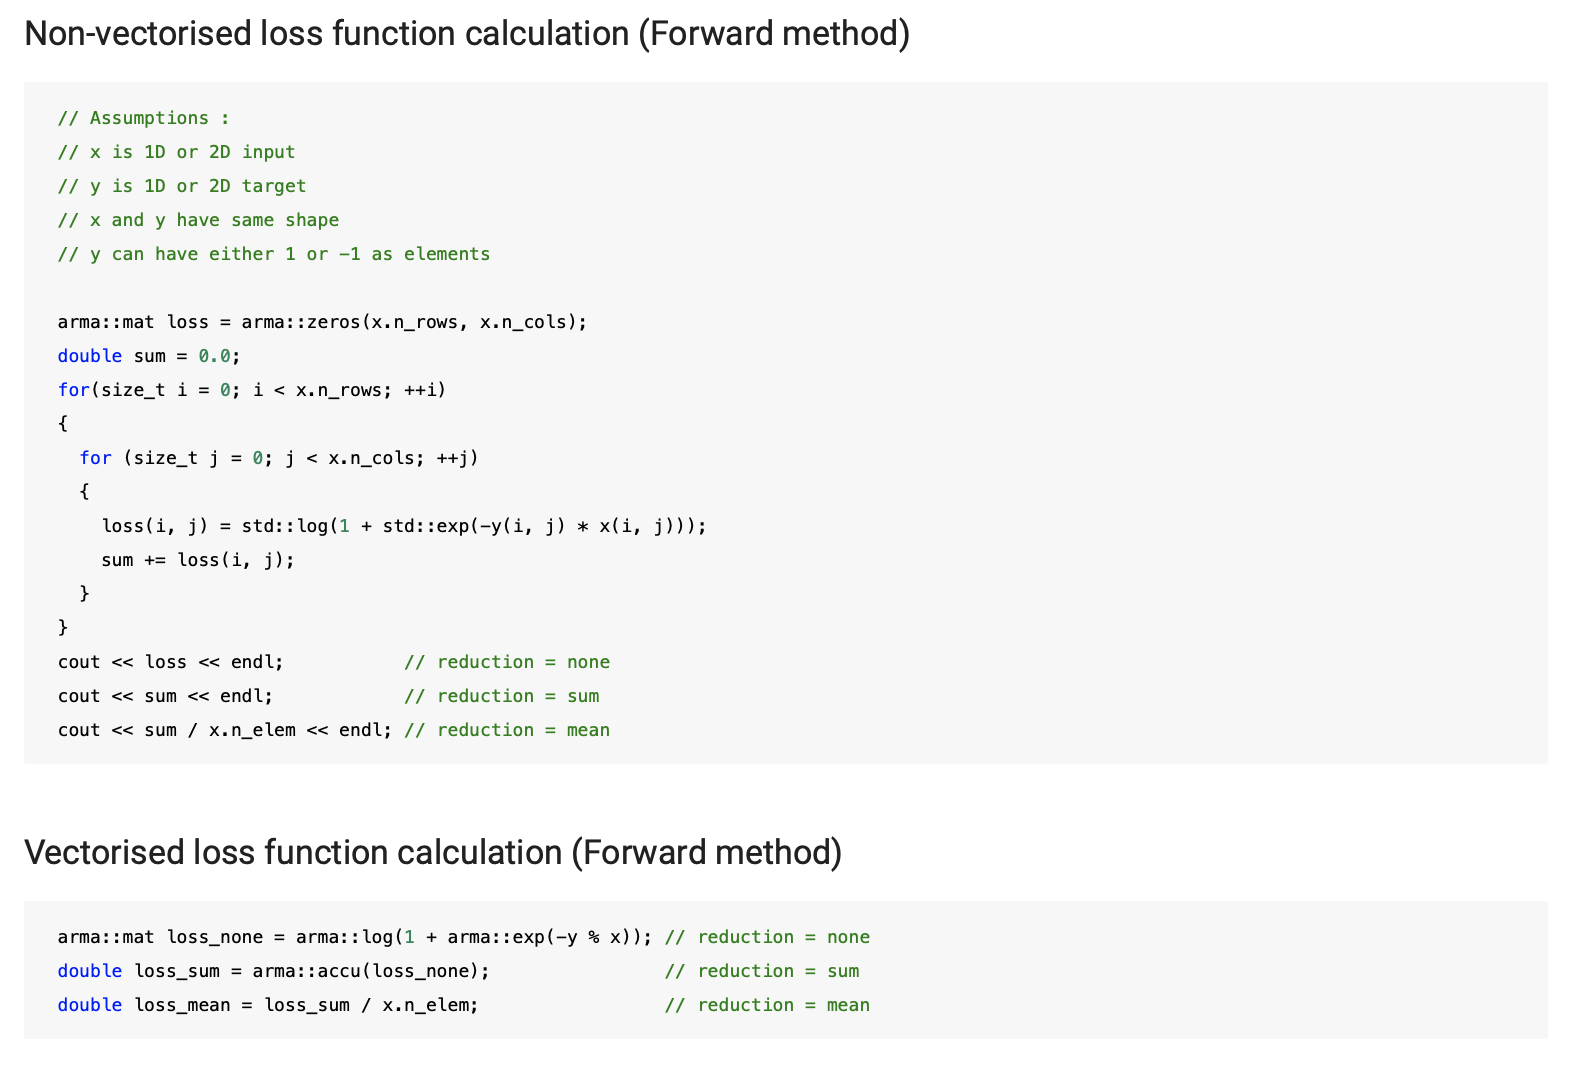 Non-vectorised loss function calculation (Forward method)
// Assumptions :
// x is 1D or 2D input
// y is 1D or 2D target
// x and y have same shape
// y can have either 1 or -1 as elements
arma::mat loss = arma::zeros(x.n_rows, x.n_cols);
double sum = 0.0;
for(size_t i = 0; i < x.n_rows; ++i)
{
  for (size_t j = 0; j < x.n_cols; ++j)
  {
    loss(i, j) = std::log(1 + std::exp(-y(i, j) * x(i, j)));
    sum += loss(i, j);
  }
}
cout << loss << endl;           // reduction = none
cout << sum << endl;            // reduction = sum
cout << sum / x.n_elem << endl; // reduction = mean
Vectorised loss function calculation (Forward method)
arma::mat loss_none = arma::log(1 + arma::exp(-y % x)); // reduction = none
double loss_sum = arma::accu(loss_none);                // reduction = sum
double loss_mean = loss_sum / x.n_elem;                 // reduction = mean